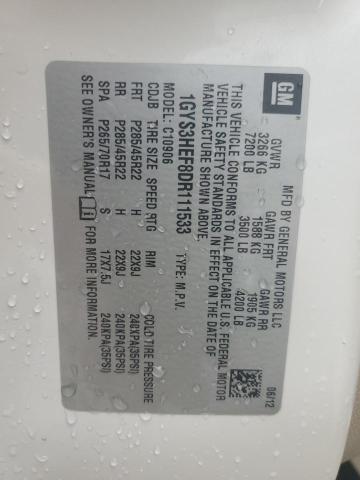 GM
MFD BY GENERAL MOTORS LLC
06/12
GVWR GAWR FRT GAWR RR
3266 KG 1588 KG 1905 KG
7200 LB 3500 LB 4200 LB
THIS VEHICLE CONFORMS TO ALL APPLICABLE U.S. FEDERAL MOTOR
VEHICLE SAFETY STANDARDS IN EFFECT ON THE DATE OF
MANUFACTURE SHOWN ABOVE.
1GYS3HEF8DR111533 TYPE: M.P.V.
MODEL: C10906
CDJB TIRE SIZE SPEED RTG RIM COLD TIRE PRESSURE
FRT P285/45R22 H 22X9J 240KPA(35PSI)
RR P285/45R22 H 22X9J 240KPA(35PSI)
SPA P265/70R17 S 17X7.5J 240KPA(35PSI)
SEE OWNER'S MANUAL FOR MORE INFORMATION